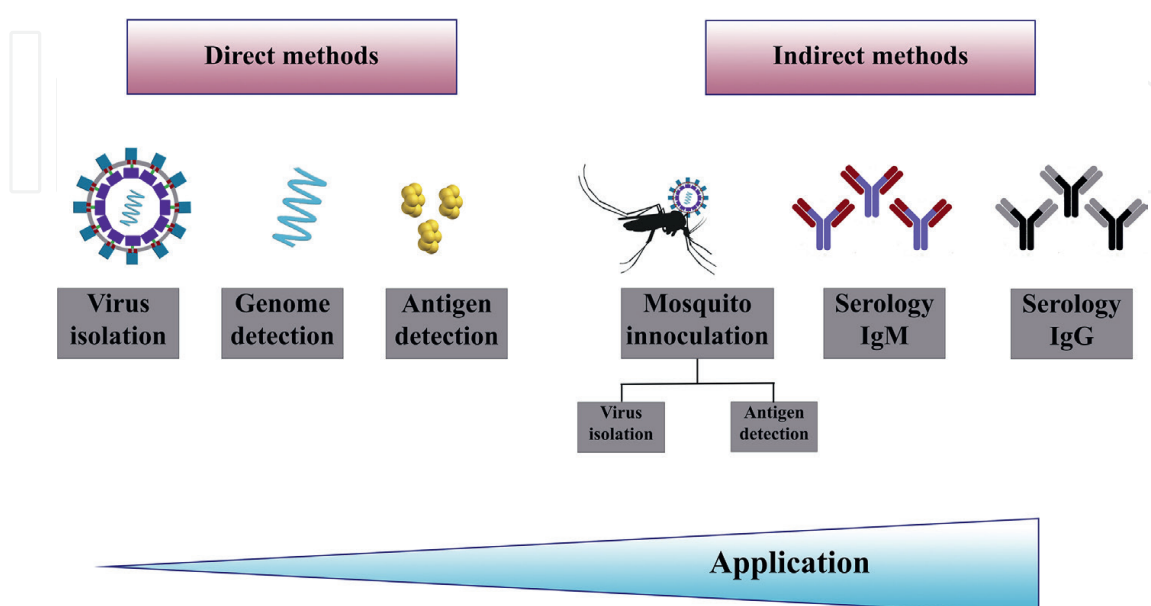 Direct methods
Indirect methods
Virus
isolation
Genome
detection
Antigen
detection
Mosquito
innoculation
Serology
IgM
Serology
IgG
Virus
isolation
Antigen
detection
Application